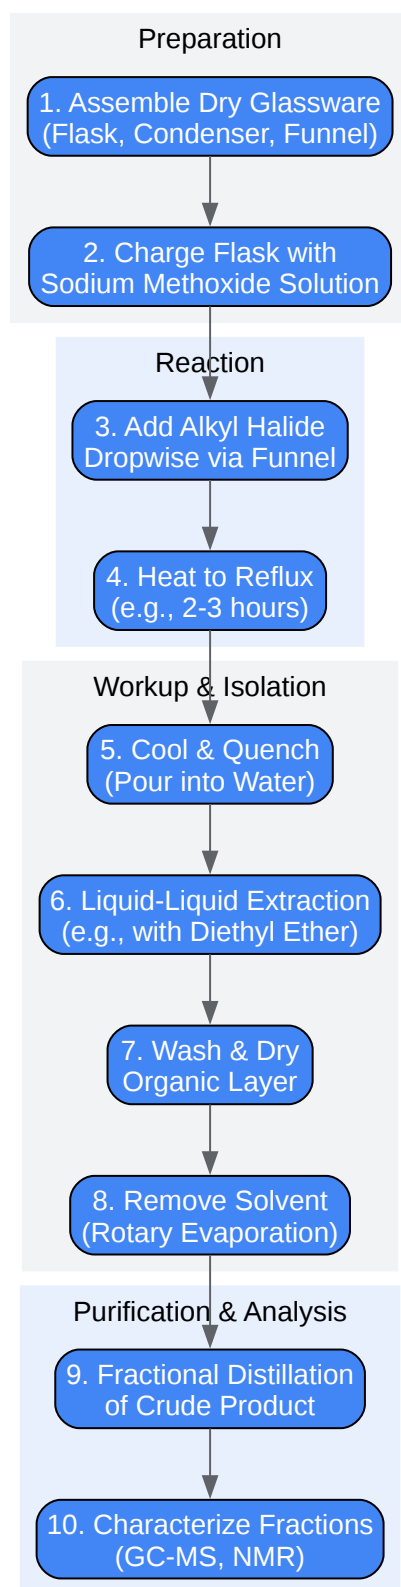 Preparation
1. Assemble Dry Glassware
(Flask, Condenser, Funnel)
2. Charge Flask with
Sodium Methoxide Solution
Reaction
3. Add Alkyl Halide
Dropwise via Funnel
4. Heat to Reflux
(e.g., 2-3 hours)
Workup & Isolation
5. Cool & Quench
(Pour into Water)
6. Liquid-Liquid Extraction
(e.g., with Diethyl Ether)
7. Wash & Dry
Organic Layer
8. Remove Solvent
(Rotary Evaporation)
Purification & Analysis
9. Fractional Distillation
of Crude Product
10. Characterize Fractions
(GC-MS, NMR)